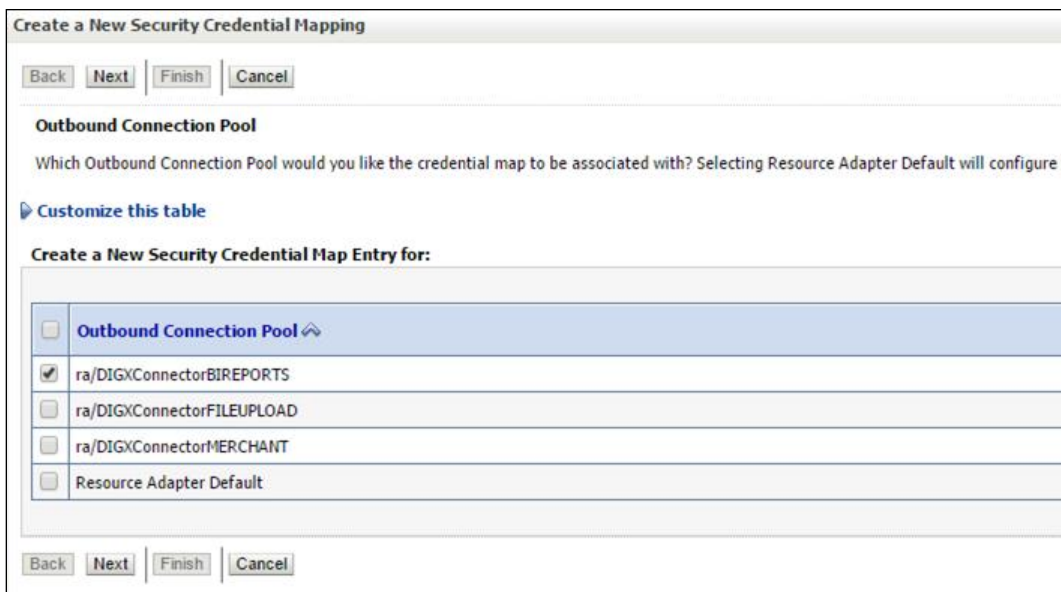 Create a New Security Credential Mapping
Back Next Finish Cancel
Outbound Connection Pool
Which Outbound Connection Pool would you like the credential map to be associated with? Selecting Resource Adapter Default will configure
Customize this table
Create a New Security Credential Map Entry for:
Outbound Connection Pool
ra/DIGXConnectorBIREPORTS
ra/DIGXConnectorFILEUPLOAD
ra/DIGXConnectorMERCHANT
Resource Adapter Default
Back Next Finish Cancel